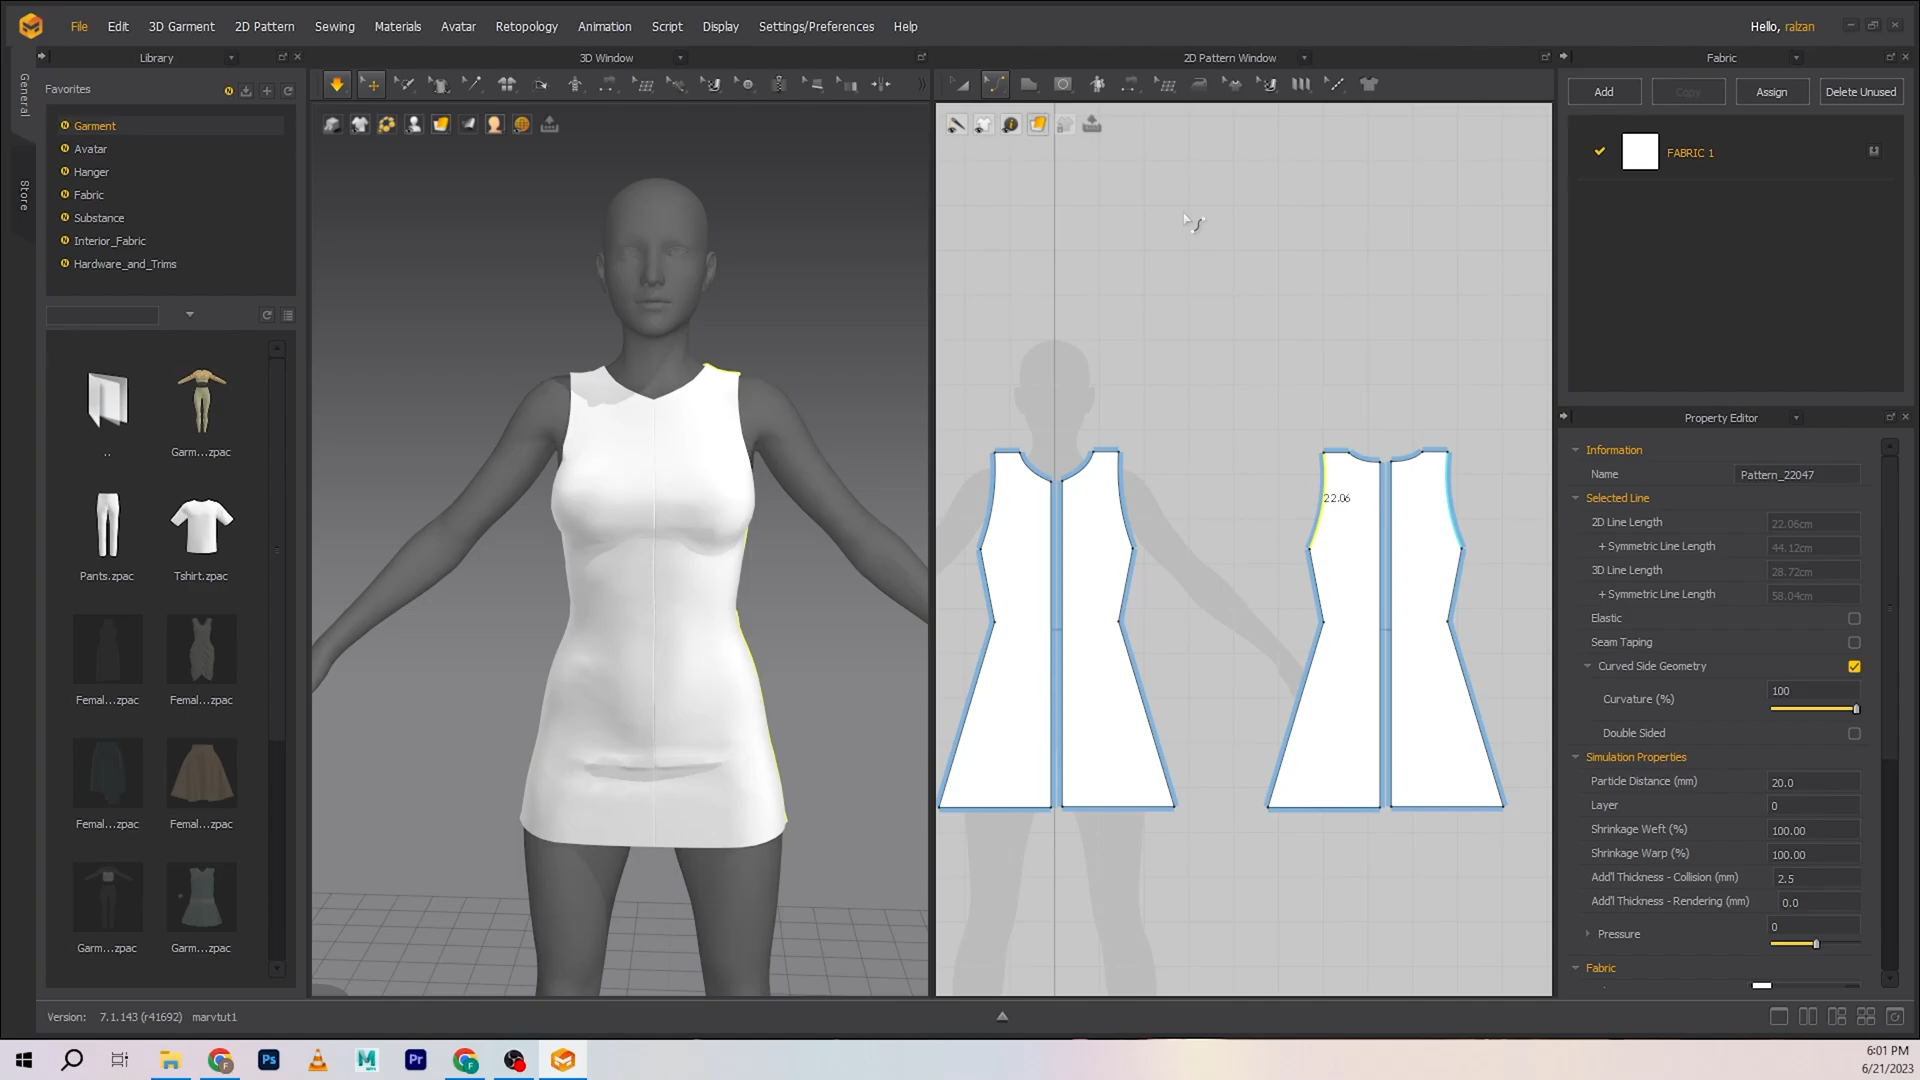 File Edit 3D Garment 2D Pattern Sewing Materials Avatar Retopology Animation Script Display Settings/Preferences Help
Hello, ralzan
Library
3D Window
2D Pattern Window
Fabric
General
Store
Favorites
Garment
Avatar
Hanger
Fabric
Substance
Interior_Fabric
Hardware_and_Trims
..
Garm...zpac
Pants.zpac
Tshirt.zpac
Femal...zpac
Femal...zpac
Femal...zpac
Femal...zpac
Garm...zpac
Garm...zpac
22.06
Add Copy Assign Delete Unused
FABRIC 1
Property Editor
Information
Name Pattern_22047
Selected Line
2D Line Length 22.06cm
+ Symmetric Line Length 44.12cm
3D Line Length 28.72cm
+ Symmetric Line Length 58.04cm
Elastic
Seam Taping
Curved Side Geometry
Curvature (%) 100
Double Sided
Simulation Properties
Particle Distance (mm) 20.0
Layer 0
Shrinkage Weft (%) 100.00
Shrinkage Warp (%) 100.00
Add'l Thickness - Collision (mm) 2.5
Add'l Thickness - Rendering (mm) 0.0
Pressure 0
Fabric
Version: 7.1.143 (r41692) marvtut1
Ps
M
Pr
6:01 PM
6/21/2023